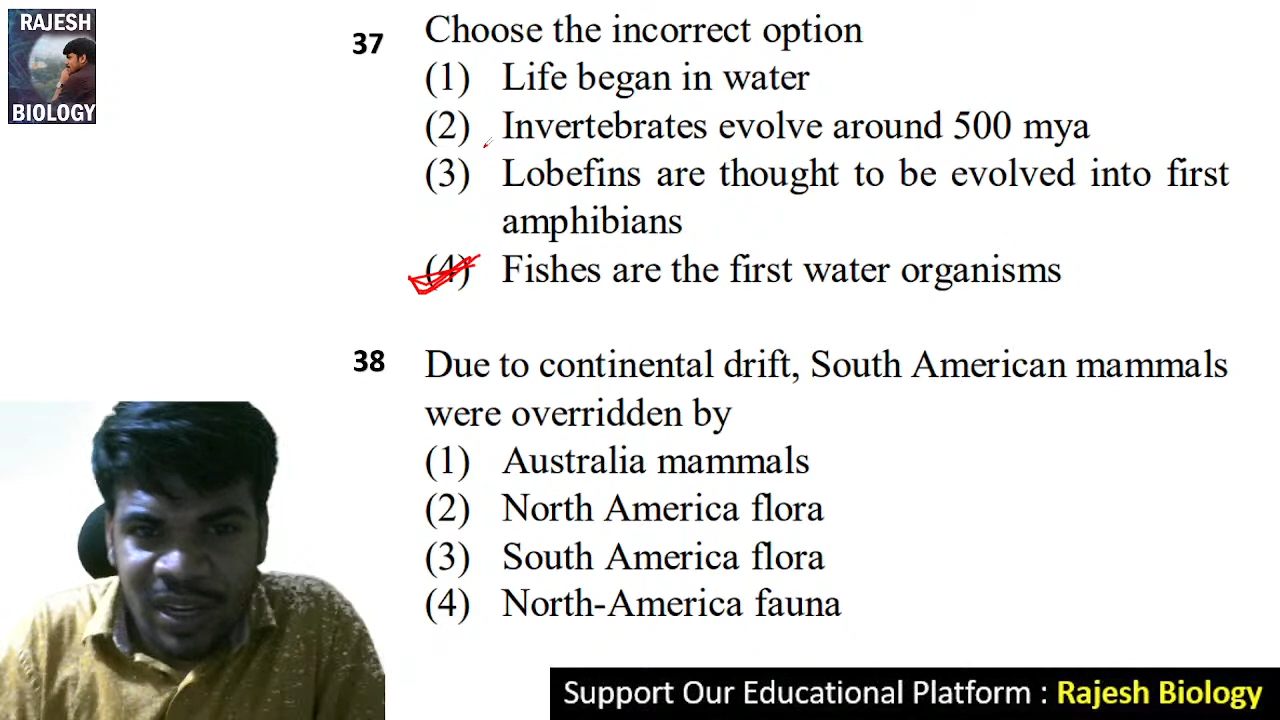 RAJESH
BIOLOGY
37 Choose the incorrect option
(1) Life began in water
(2) Invertebrates evolve around 500 mya
(3) Lobefins are thought to be evolved into first
amphibians
(4) Fishes are the first water organisms
38 Due to continental drift, South American mammals
were overridden by
(1) Australia mammals
(2) North America flora
(3) South America flora
(4) North-America fauna
Support Our Educational Platform : Rajesh Biology